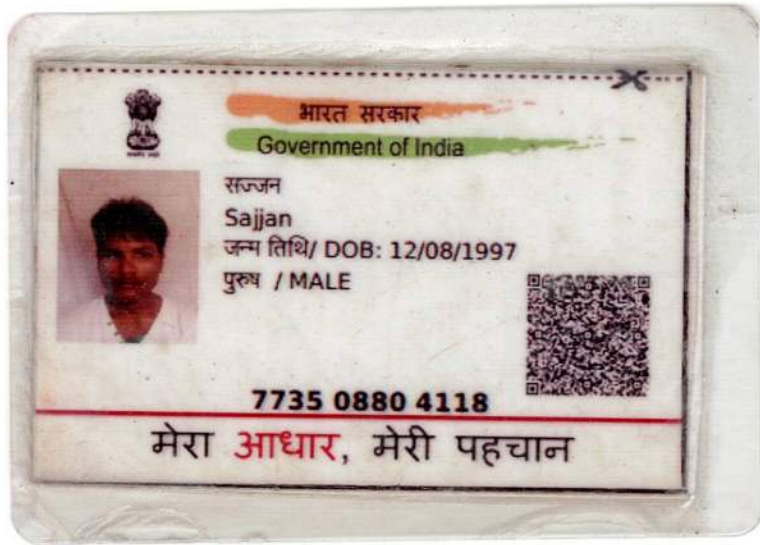 भारत सरकार
Government of India
सज्जन
Sajjan
जन्म तिथि/ DOB: 12/08/1997
पुरुष / MALE
7735 0880 4118
मेरा आधार, मेरी पहचान